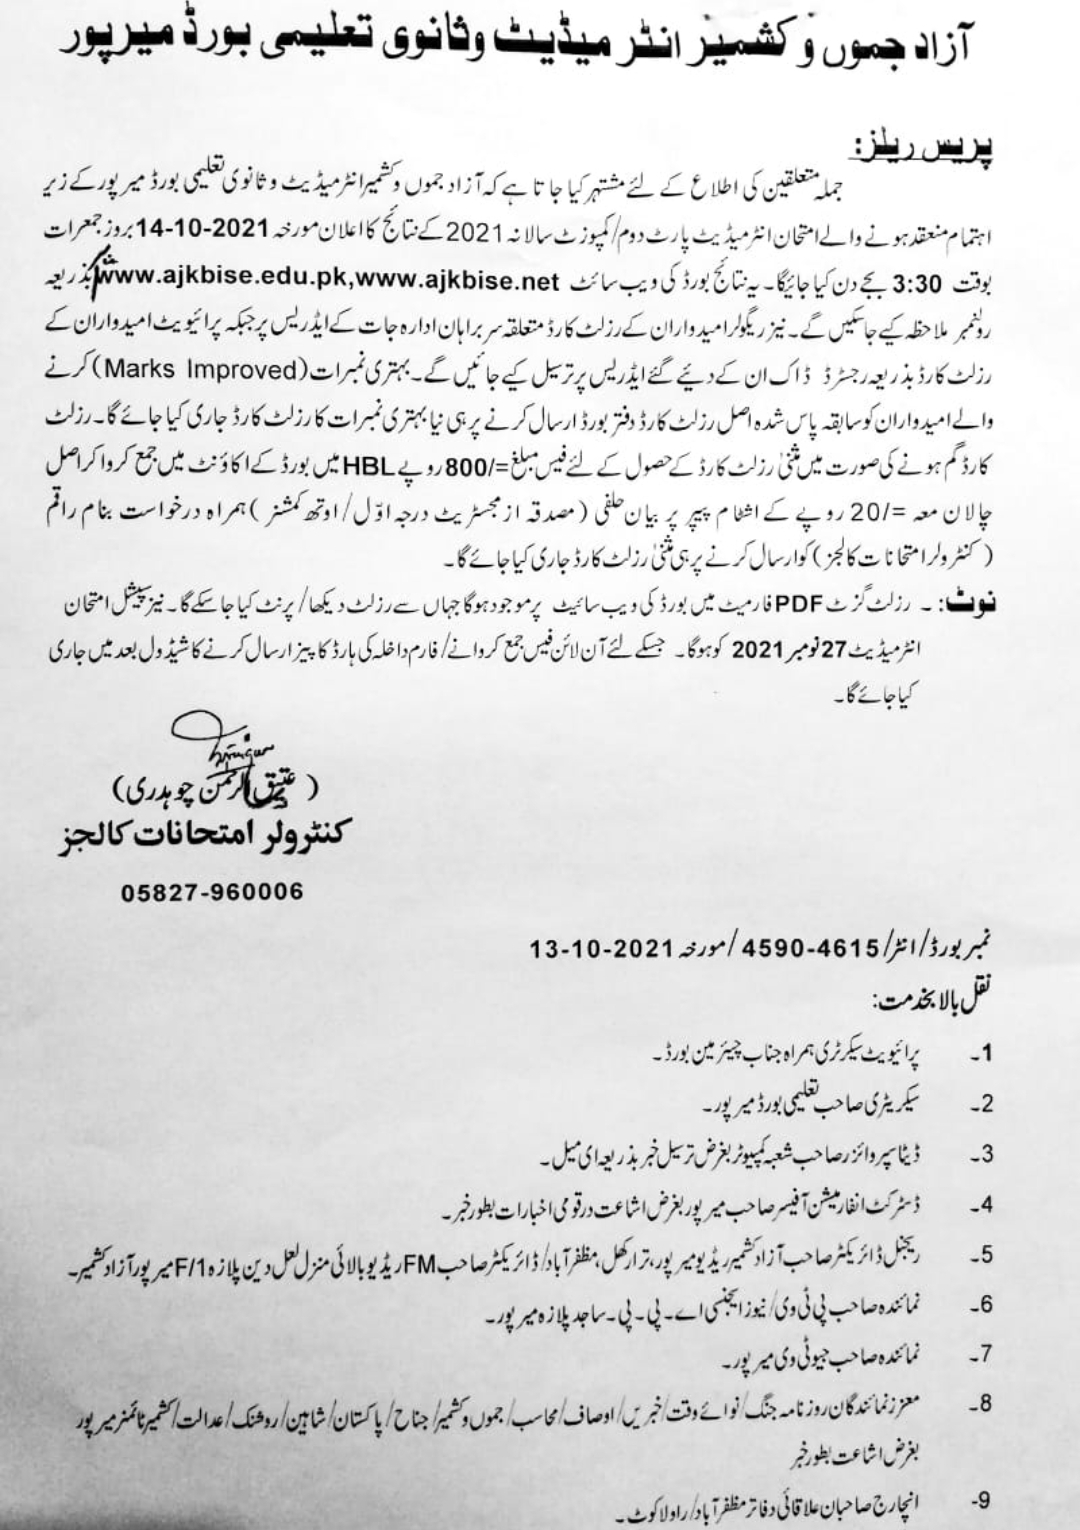 آزاد جموں و کشمیر انٹر میڈیٹ وثانوی تعلیمی بورڈ میرپور
پریس ریلز:
جملہ متعلقین کی اطلاع کے لئے مشتہر کیا جاتا ہے کہ آزاد جموں وکشمیر انٹرمیڈیٹ وثانوی تعلیمی بورڈ میرپور کے زیر
اہتمام منعقد ہونے والے امتحان انٹرمیڈیٹ پارٹ دوم/کمپوزٹ سالانہ 2021 کے نتائج کا اعلان مورخہ 14-10-2021 بروز جمعرات
بوقت 3:30 بجے دن کیا جائیگا۔ یہ نتائج بورڈ کی ویب سائٹ www.ajkbise.edu.pk,www.ajkbise.net بذریعہ
رولنمبر ملاحظہ کیے جاسکیں گے۔ نیز ریگولر امیدواران کے رزلٹ کارڈ متعلقہ سربراہان ادارہ جات کے ایڈریس پر جبکہ پرائیویٹ امیدواران کے
رزلٹ کارڈ بذریعہ رجسٹرڈ ڈاک ان کے دیئے گئے ایڈریس پر ترسیل کیے جائیں گے۔ بہتری نمبرات (Marks Improved) کرنے
والے امیدواران کو سابقہ پاس شدہ اصل رزلٹ کارڈ دفتر بورڈ ارسال کرنے پر ہی نیا بہتری نمبرات کا رزلٹ کارڈ جاری کیا جائے گا۔ رزلٹ
کارڈ گم ہونے کی صورت میں مثنیٰ رزلٹ کارڈ کے حصول کے لئے فیس مبلغ =/800 روپے HBL میں بورڈ کے اکاؤنٹ میں جمع کروا کر اصل
چالان معہ =/20 روپے کے اشٹام پیپر پر بیان حلفی (مصدقہ از مجسٹریٹ درجہ اوّل/اوتھ کمشنر) ہمراہ درخواست بنام راقم
(کنٹرولر امتحانات کالجز) کو ارسال کرنے پر ہی مثنیٰ رزلٹ کارڈ جاری کیا جائے گا۔
نوٹ:۔ رزلٹ گزٹ PDF فارمیٹ میں بورڈ کی ویب سائیٹ پر موجود ہوگا جہاں سے رزلٹ دیکھا/پرنٹ کیا جاسکے گا۔ نیز سپیشل امتحان
انٹرمیڈیٹ 27 نومبر 2021 کو ہوگا۔ جسکے لئے آن لائن فیس جمع کروانے/فارم داخلہ کی ہارڈ کاپیز ارسال کرنے کا شیڈول بعد میں جاری
کیا جائے گا۔
(عتیق الرحمن چوہدری)
کنٹرولر امتحانات کالجز
05827-960006
نمبر بورڈ/انٹر/4590-4615/مورخہ 13-10-2021
نقل بالا بخدمت:
1۔ پرائیویٹ سیکرٹری ہمراہ جناب چیئرمین بورڈ۔
2۔ سیکریٹری صاحب تعلیمی بورڈ میرپور۔
3۔ ڈیٹا سپروائزر صاحب شعبہ کمپیوٹر بغرض ترسیل خبر بذریعہ ای میل۔
4۔ ڈسٹرکٹ انفارمیشن آفیسر صاحب میرپور بغرض اشاعت در قومی اخبارات بطور خبر۔
5۔ ریجنل ڈائریکٹر صاحب آزاد کشمیر ریڈیو میرپور، تراڑکھل، مظفرآباد/ڈائریکٹر صاحب FM ریڈیو بالائی منزل لعل دین پلازہ F/1 میرپور آزاد کشمیر۔
6۔ نمائندہ صاحب پی ٹی وی/نیوز ایجنسی اے۔ پی۔ پی۔ ساجد پلازہ میرپور۔
7۔ نمائندہ صاحب جیو ٹی وی میرپور۔
8۔ معزز نمائندگان روزنامہ جنگ/نوائے وقت/خبریں/اوصاف/محاسب/جموں وکشمیر/جناح/پاکستان/شاہین/روشنک/عدالت/کشمیر ٹائمنر میرپور
بغرض اشاعت بطور خبر
9- انچارج صاحبان علاقائی دفاتر مظفرآباد/راولاکوٹ۔